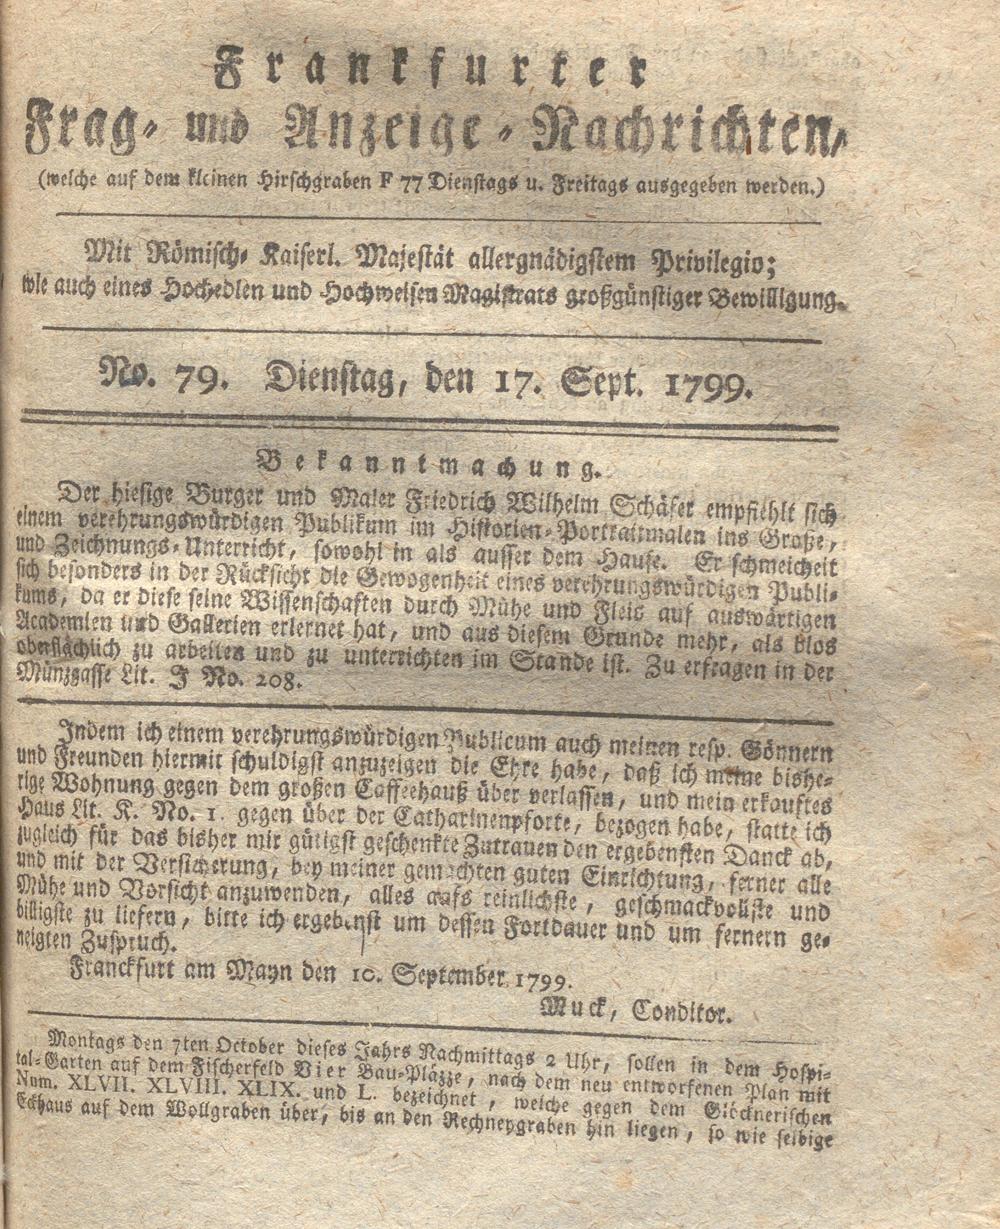 Frankfurter
Frag- und Anzeige-Nachrichten,
(welche auf dem kleinen Hirschgraben F 77 Dienstags u. Freitags ausgegeben werden.)
Mit Römisch- Kaiserl. Majestät allergnädigstem Privilegio;
wie auch eines Hochedlen und Hochweisen Magistrats großgünstiger Bewilligung.
No. 79. Dienstag, den 17. Sept. 1799.
Bekanntmachung.
Der hiesige Burger und Maler Friedrich Wilhelm Schäfer empfiehlt sich
einem verehrungswürdigen Publikum im Historien-Portraitmalen ins Große,
und Zeichnungs-Unterricht, sowohl in als ausser dem Hause. Er schmeichelt
sich besonders in der Rücksicht die Gewogenheit eines verehrungswürdigen Publi-
kums, da er diese seine Wissenschaften durch Mühe und Fleis auf auswärtigen
Academien und Gallerien erlernet hat, und aus diesem Grunde mehr, als blos
oberflächlich zu arbeiten und zu unterrichten im Stande ist. Zu erfragen in der
Münzgasse Lit. J No. 208.
Indem ich einem verehrungswürdigen Publicum auch meinen resp. Gönnern
und Freunden hiermit schuldigst anzuzeigen die Ehre habe, daß ich meine bishe-
rige Wohnung gegen dem großen Caffeehauß über verlassen, und mein erkauftes
Haus Lit. K. No. 1. gegen über der Catharinenpforte, bezogen habe, statte ich
zugleich für das bisher mir gütigst geschenkte Zutrauen den ergebensten Danck ab,
und mit der Versicherung, bey meiner gemachten guten Einrichtung, ferner alle
Mühe und Vorsicht anzuwenden, alles aufs reinlichste, geschmackvollste und
billigste zu liefern, bitte ich ergebenst um dessen Fortdauer und um fernern ge-
neigten Zuspruch.
Franckfurt am Mayn den 10. September 1799.
Muck, Conditor.
Montags den 7ten October dieses Jahrs Nachmittags 2 Uhr, sollen in dem Hospi-
tal-Garten auf dem Fischerfeld Vier Bau-Pläzze, nach dem neu entworfenen Plan mit
Num. XLVII. XLVIII. XLIX. und L. bezeichnet, welche gegen dem Glöcknerischen
Eckhaus auf dem Wollgraben über, bis an den Rechneygraben hin liegen, so wie selbige